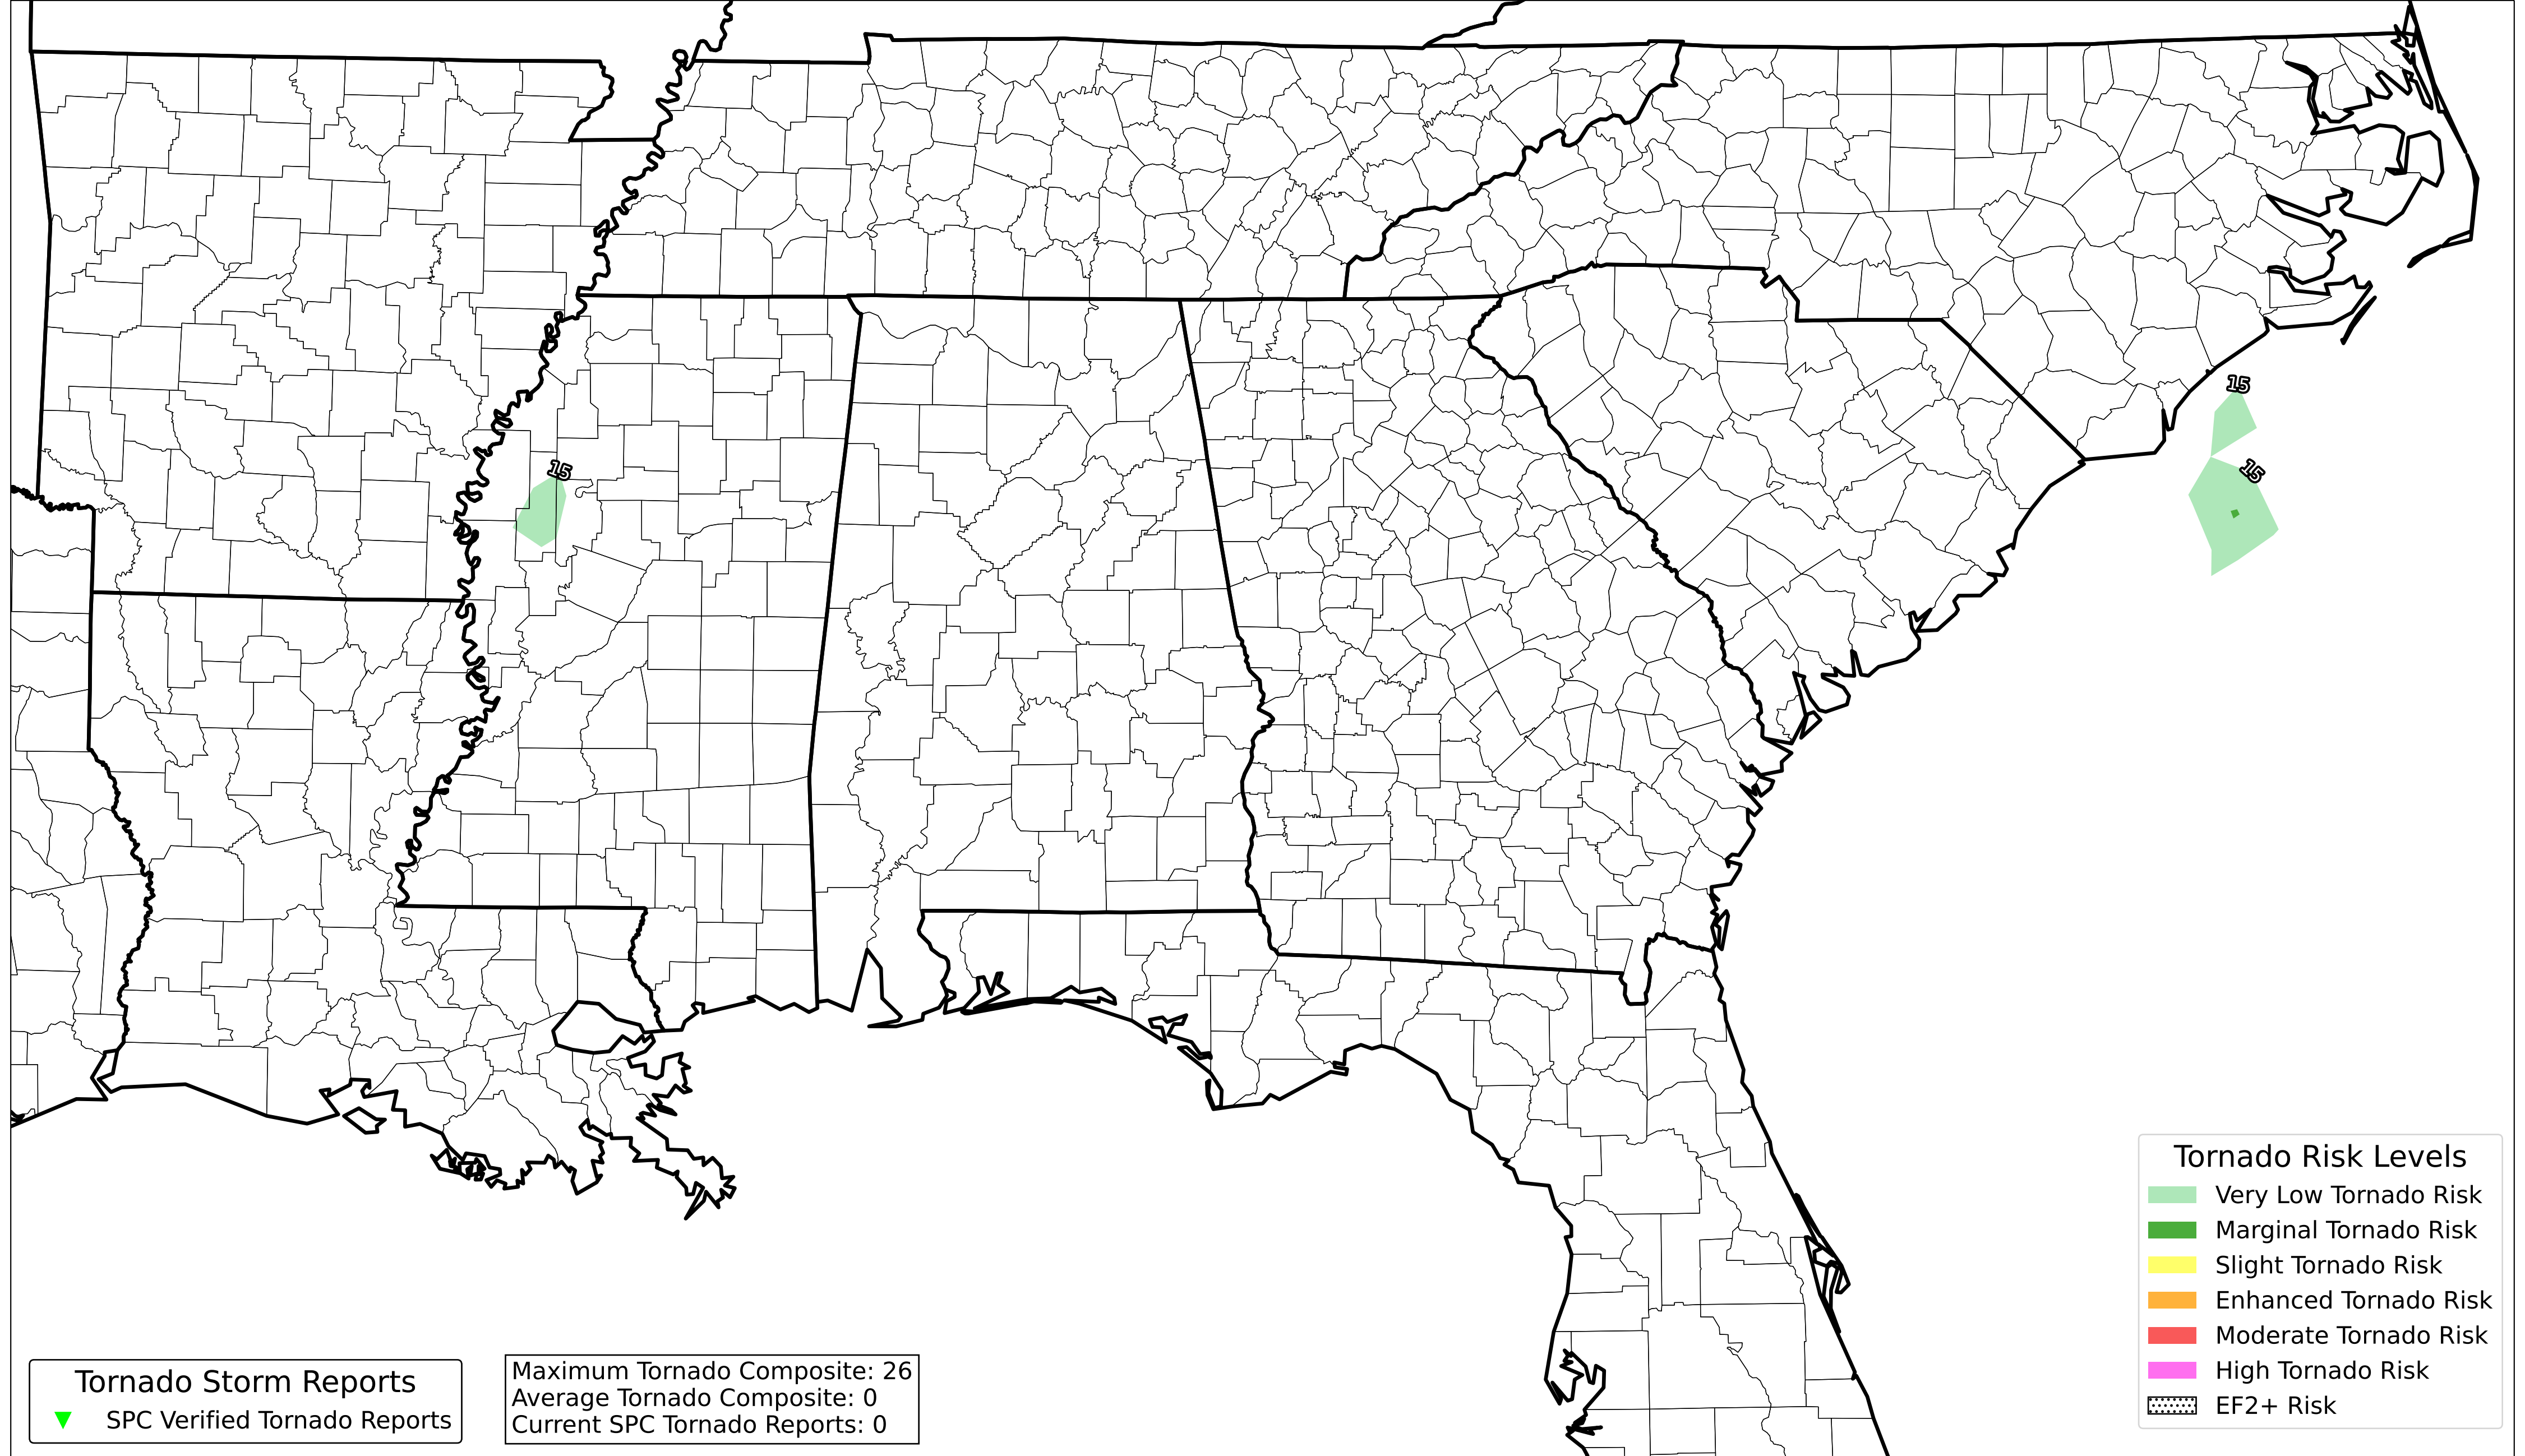 15
15
15
Tornado Risk Levels
Very Low Tornado Risk
Marginal Tornado Risk
Slight Tornado Risk
Enhanced Tornado Risk
Moderate Tornado Risk
High Tornado Risk
EF2+ Risk
Tornado Storm Reports
SPC Verified Tornado Reports
Maximum Tornado Composite: 26
Average Tornado Composite: 0
Current SPC Tornado Reports: 0